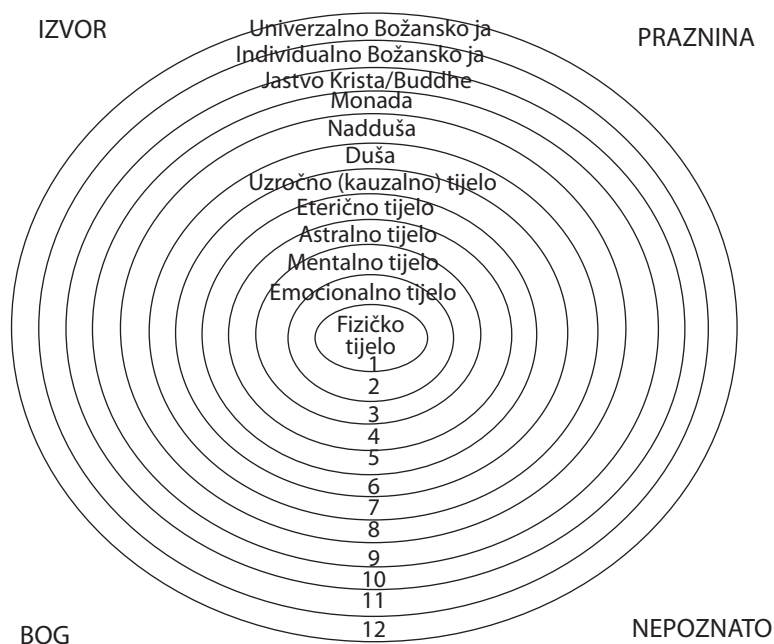 IZVOR
Univerzalno Božansko ja
PRAZNINA
Individualno Božansko ja
Jastvo Krista/Buddhe
Monada
Nadduša
Duša
Uzročno (kauzalno) tijelo
Eterično tijelo
Astralno tijelo
Mentalno tijelo
Emocionalno tijelo
Fizičko
tijelo
1
2
3
4
5
6
7
8
9
10
11
12
BOG
NEPOZNATO